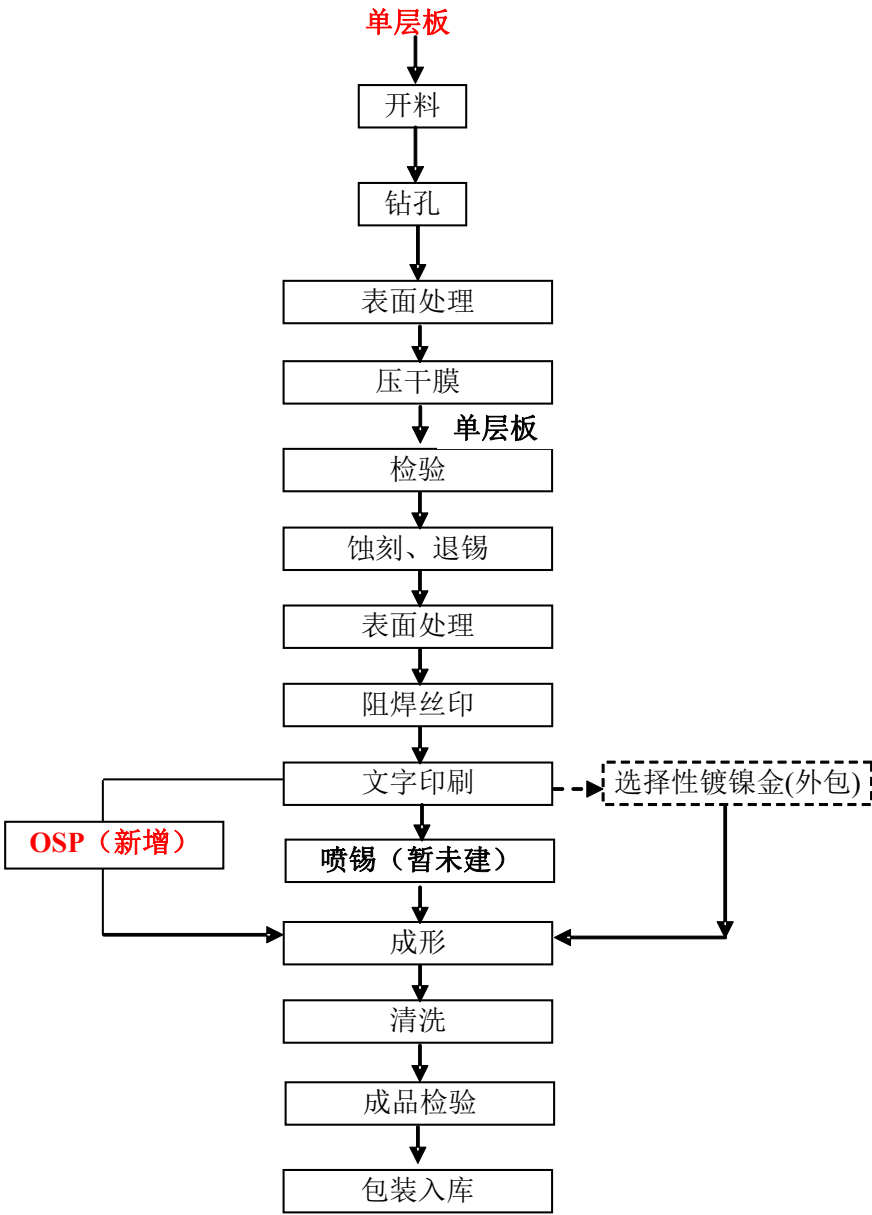 单层板
开料
钻孔
表面处理
压干膜
单层板
检验
蚀刻、退锡
表面处理
阻焊丝印
文字印刷
选择性镀镍金(外包)
OSP（新增）
喷锡（暂未建）
成形
清洗
成品检验
包装入库